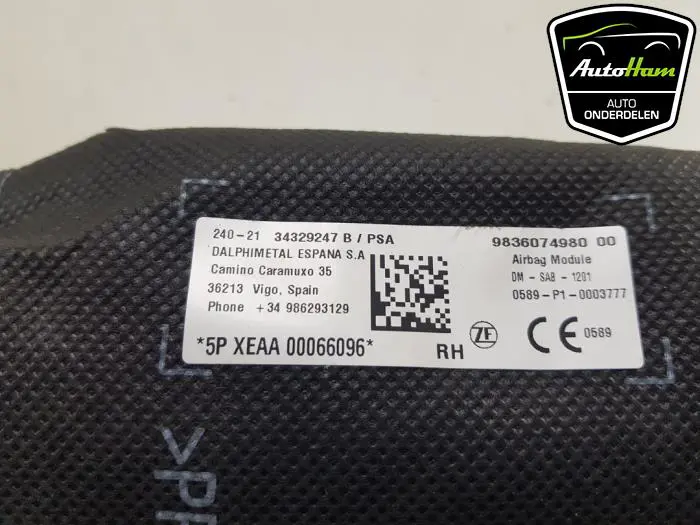 AutoHam
AUTO
ONDERDELEN
240-21 34329247 B / PSA
DALPHIMETAL ESPANA S.A
Camino Caramuxo 35
36213 Vigo, Spain
Phone +34 986293129
*5P XEAA 00066096*
RH
9836074980 00
Airbag Module
DM - SAB - 1201
0589-P1-0003777
ZF
CE 0589
>PP